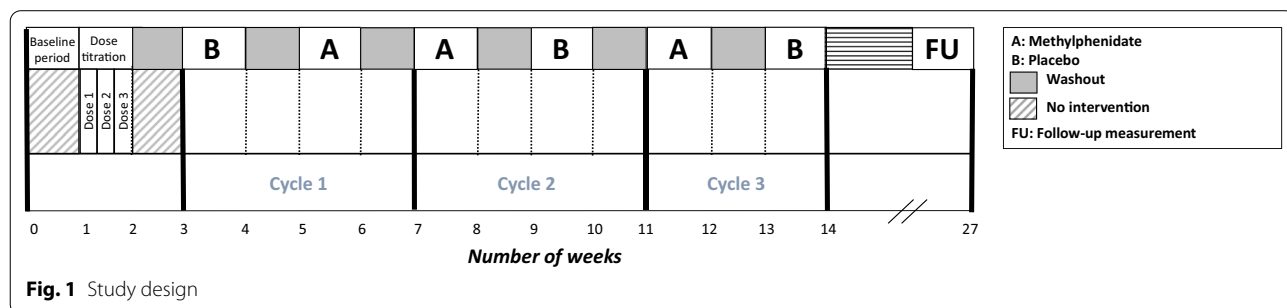 Baseline period
Dose titration
B
A
A
B
A
B
FU
Dose 1
Dose 2
Dose 3
Cycle 1
Cycle 2
Cycle 3
0 1 2 3 4 5 6 7 8 9 10 11 12 13 14 27
Number of weeks
A: Methylphenidate
B: Placebo
Washout
No intervention
FU: Follow-up measurement
Fig. 1 Study design